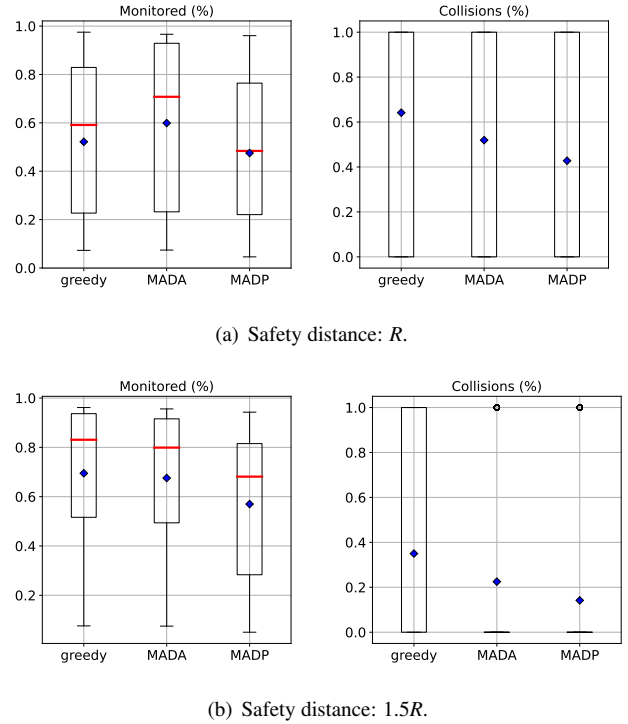 Monitored (%)
1.0
0.8
0.6
0.4
0.2
0.0
greedy MADA MADP
Collisions (%)
1.0
0.8
0.6
0.4
0.2
0.0
greedy MADA MADP
(a) Safety distance: R.
Monitored (%)
1.0
0.8
0.6
0.4
0.2
greedy MADA MADP
Collisions (%)
1.0
0.8
0.6
0.4
0.2
0.0
greedy MADA MADP
(b) Safety distance: 1.5R.